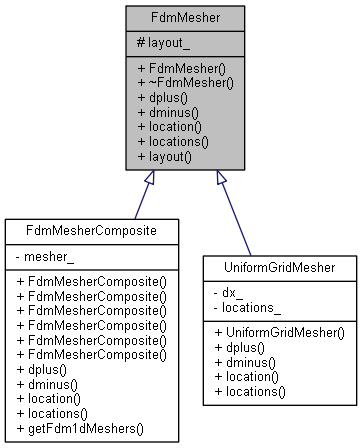 FdmMesher
# layout_
+ FdmMesher()
+ ~FdmMesher()
+ dplus()
+ dminus()
+ location()
+ locations()
+ layout()
FdmMesherComposite
- mesher_
+ FdmMesherComposite()
+ FdmMesherComposite()
+ FdmMesherComposite()
+ FdmMesherComposite()
+ FdmMesherComposite()
+ FdmMesherComposite()
+ dplus()
+ dminus()
+ location()
+ locations()
+ getFdm1dMeshers()
UniformGridMesher
- dx_
- locations_
+ UniformGridMesher()
+ dplus()
+ dminus()
+ location()
+ locations()